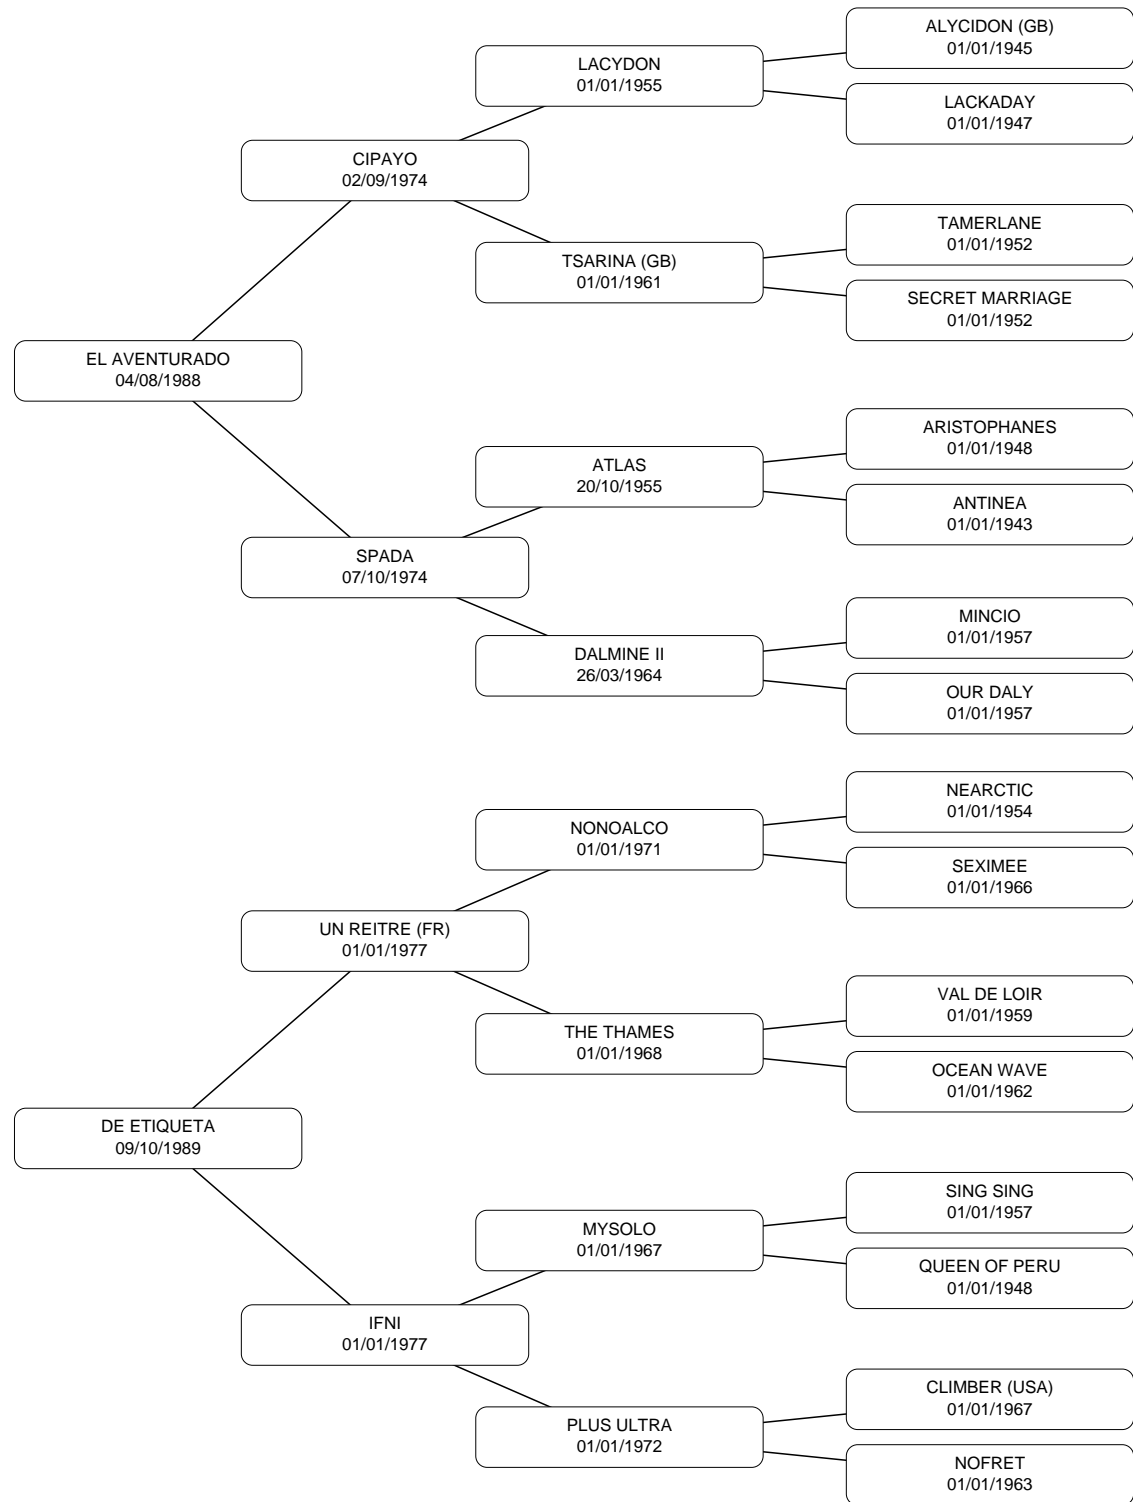 ALYCIDON (GB)
01/01/1945
LACYDON
01/01/1955
LACKADAY
01/01/1947
CIPAYO
02/09/1974
TAMERLANE
01/01/1952
TSARINA (GB)
01/01/1961
SECRET MARRIAGE
01/01/1952
EL AVENTURADO
04/08/1988
ARISTOPHANES
01/01/1948
ATLAS
20/10/1955
ANTINEA
01/01/1943
SPADA
07/10/1974
MINCIO
01/01/1957
DALMINE II
26/03/1964
OUR DALY
01/01/1957
NEARCTIC
01/01/1954
NONOALCO
01/01/1971
SEXIMEE
01/01/1966
UN REITRE (FR)
01/01/1977
VAL DE LOIR
01/01/1959
THE THAMES
01/01/1968
OCEAN WAVE
01/01/1962
DE ETIQUETA
09/10/1989
SING SING
01/01/1957
MYSOLO
01/01/1967
QUEEN OF PERU
01/01/1948
IFNI
01/01/1977
CLIMBER (USA)
01/01/1967
PLUS ULTRA
01/01/1972
NOFRET
01/01/1963